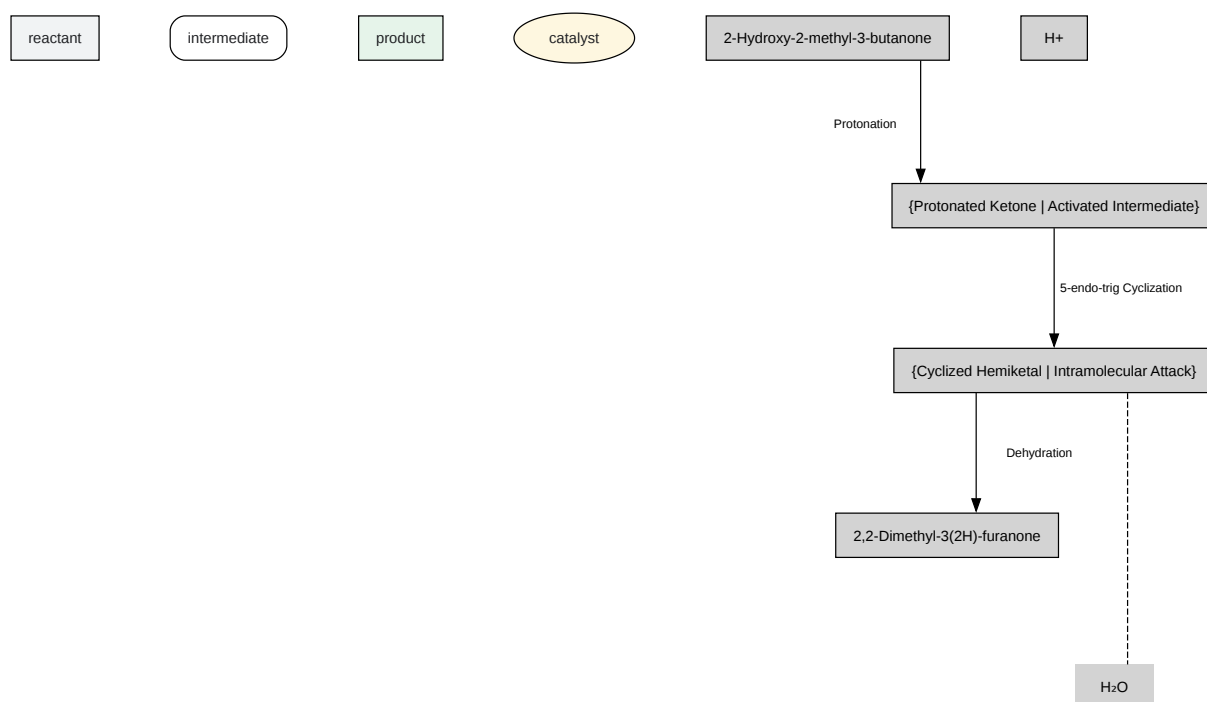 reactant
intermediate
product
catalyst
2-Hydroxy-2-methyl-3-butanone
H+
Protonation
{Protonated Ketone | Activated Intermediate}
5-endo-trig Cyclization
{Cyclized Hemiketal | Intramolecular Attack}
Dehydration
2,2-Dimethyl-3(2H)-furanone
H₂O